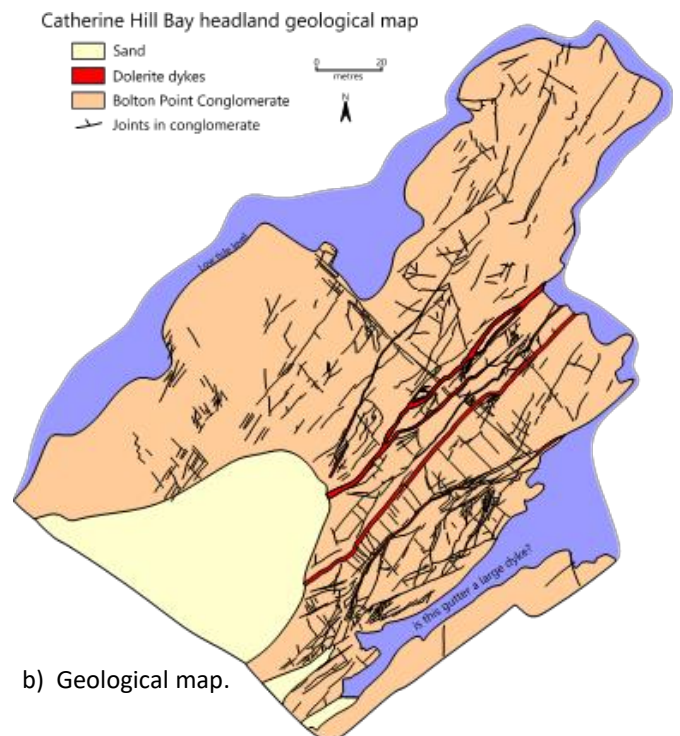 Catherine Hill Bay headland geological map
Sand
Dolerite dykes
Bolton Point Conglomerate
Joints in conglomerate
0 20
metres
N
Low tide level
is this gutter a large dyke?
b) Geological map.